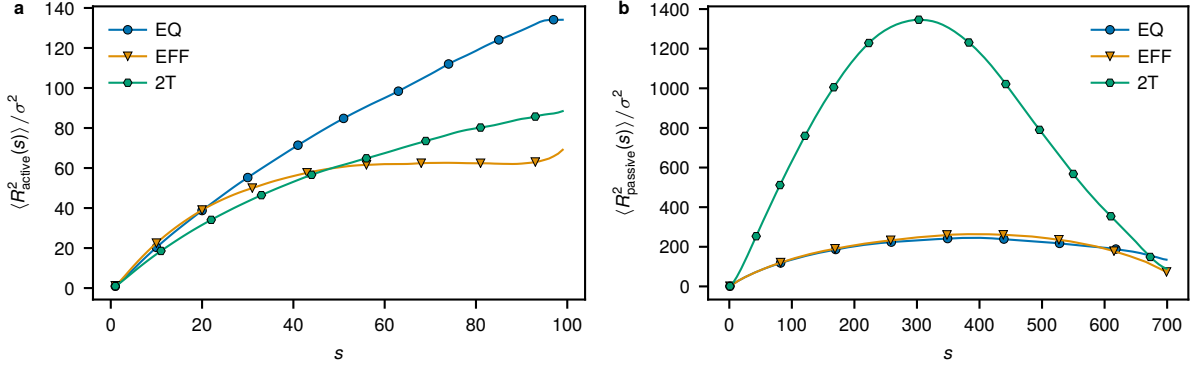 a
⟨R²active(s)⟩ / σ²
140
120
100
80
60
40
20
0
EQ
EFF
2T
0 20 40 60 80 100
s
b
⟨R²passive(s)⟩ / σ²
1400
1200
1000
800
600
400
200
0
EQ
EFF
2T
0 100 200 300 400 500 600 700
s